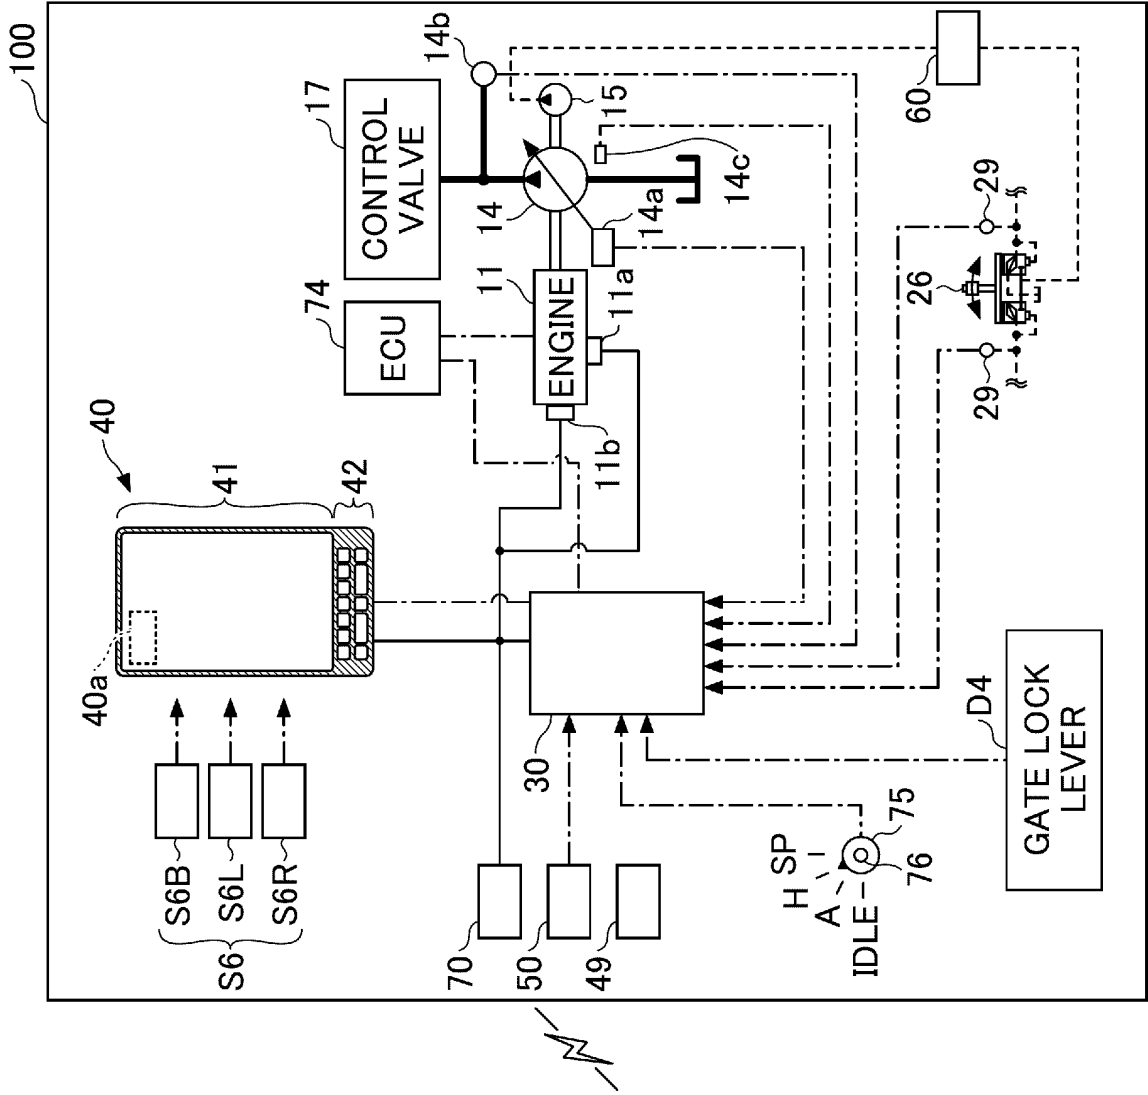 100
40
40a
41
42
S6B
S6L
S6R
S6
74
ECU
17
CONTROL
VALVE
14b
14
15
14c
14a
11
ENGINE
11a
11b
60
29
26
29
30
70
50
49
SP
H
A
IDLE
75
76
D4
GATE LOCK
LEVER